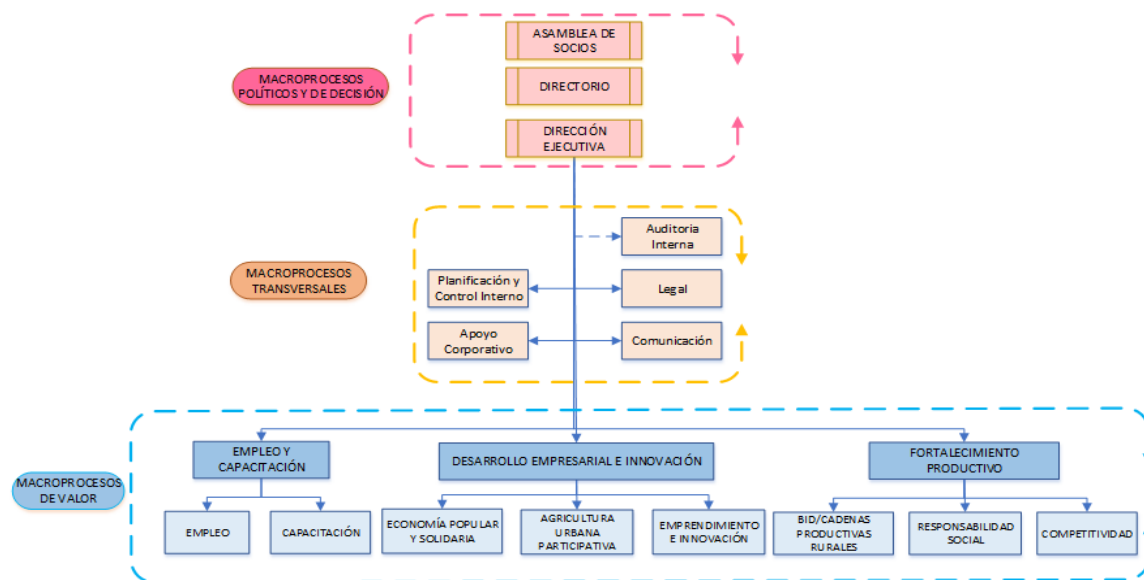 ASAMBLEA DE
SOCIOS
MACROPROCESOS
POLÍTICOS Y DE DECISIÓN
DIRECTORIO
DIRECCIÓN
EJECUTIVA
Auditoria
Interna
MACROPROCESOS
TRANSVERSALES
Planificación y
Control Interno
Legal
Apoyo
Corporativo
Comunicación
EMPLEO Y
CAPACITACIÓN
DESARROLLO EMPRESARIAL E INNOVACIÓN
FORTALECIMIENTO
PRODUCTIVO
MACROPROCESOS
DE VALOR
EMPLEO
CAPACITACIÓN
ECONOMÍA POPULAR
Y SOLIDARIA
AGRICULTURA
URBANA
PARTICIPATIVA
EMPRENDIMIENTO
E INNOVACIÓN
BID/CADENAS
PRODUCTIVAS
RURALES
RESPONSABILIDAD
SOCIAL
COMPETITIVIDAD